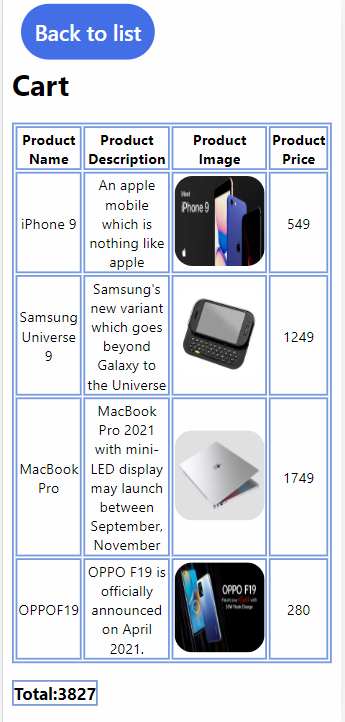 Back to list
Cart
Product Name
Product Description
Product Image
Product Price
iPhone 9
An apple
mobile
which is
nothing like
apple
iPhone 9
549
Samsung
Universe
9
Samsung's
new variant
which goes
beyond
Galaxy to
the Universe
1249
MacBook
Pro
MacBook
Pro 2021
with mini-
LED display
may launch
between
September,
November
1749
OPPOF19
OPPO F19 is
officially
announced
on April
2021.
OPPO F19
280
Total:3827